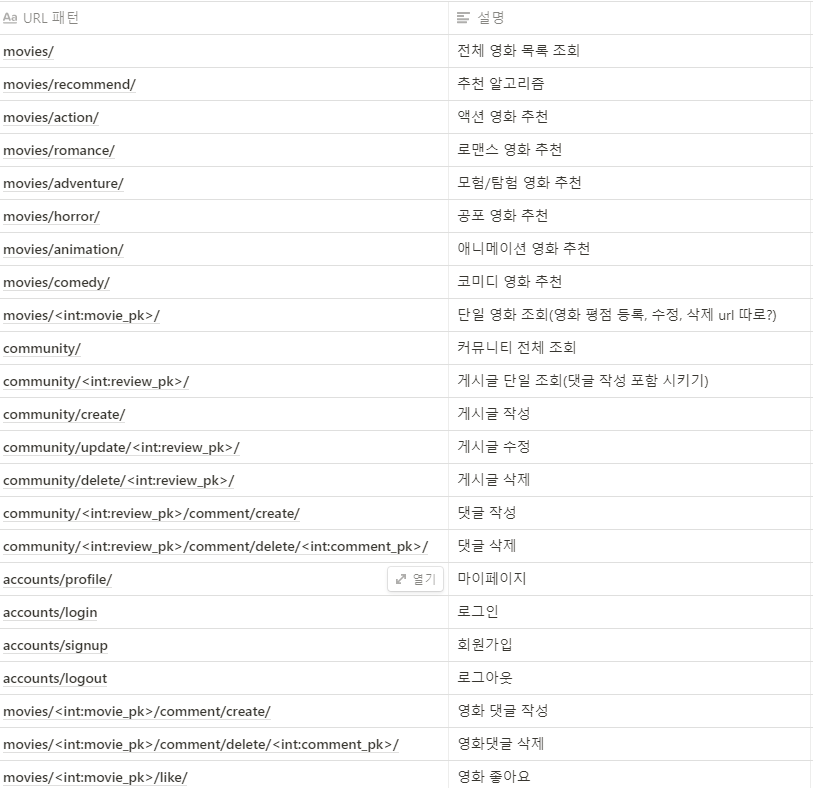 Aa URL 패턴 설명
movies/ 전체 영화 목록 조회
movies/recommend/ 추천 알고리즘
movies/action/ 액션 영화 추천
movies/romance/ 로맨스 영화 추천
movies/adventure/ 모험/탐험 영화 추천
movies/horror/ 공포 영화 추천
movies/animation/ 애니메이션 영화 추천
movies/comedy/ 코미디 영화 추천
movies/<int:movie_pk>/ 단일 영화 조회(영화 평점 등록, 수정, 삭제 url 따로?)
community/ 커뮤니티 전체 조회
community/<int:review_pk>/ 게시글 단일 조회(댓글 작성 포함 시키기)
community/create/ 게시글 작성
community/update/<int:review_pk>/ 게시글 수정
community/delete/<int:review_pk>/ 게시글 삭제
community/<int:review_pk>/comment/create/ 댓글 작성
community/<int:review_pk>/comment/delete/<int:comment_pk>/ 댓글 삭제
accounts/profile/ 열기 마이페이지
accounts/login 로그인
accounts/signup 회원가입
accounts/logout 로그아웃
movies/<int:movie_pk>/comment/create/ 영화 댓글 작성
movies/<int:movie_pk>/comment/delete/<int:comment_pk>/ 영화댓글 삭제
movies/<int:movie_pk>/like/ 영화 좋아요